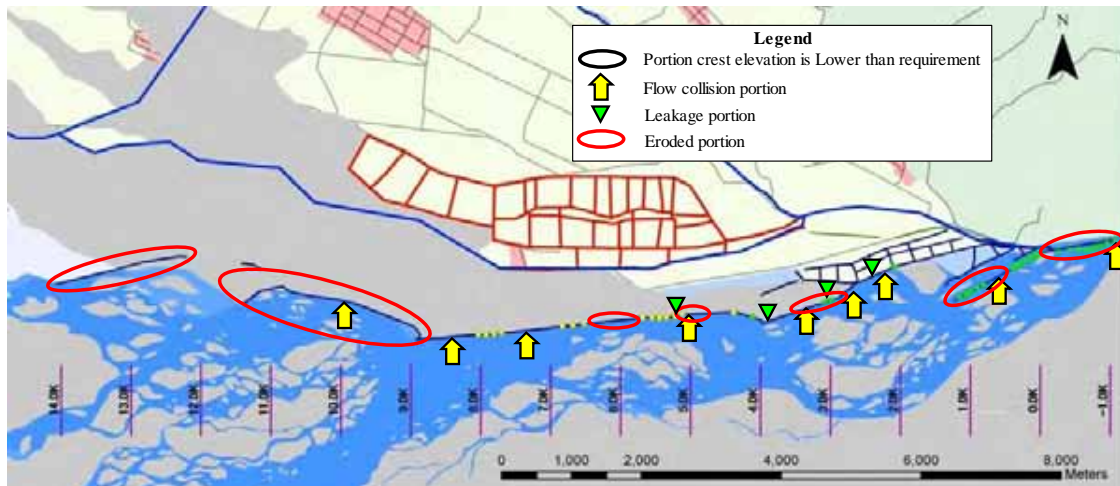 N
Legend
Portion crest elevation is Lower than requirement
Flow collision portion
Leakage portion
Eroded portion
14.0K 13.0K 12.0K 11.0K 10.0K 9.0K 8.0K 7.0K 6.0K 5.0K 4.0K 3.0K 2.0K 1.0K 0.0K -1.0K
0 1,000 2,000 4,000 6,000 8,000
Meters